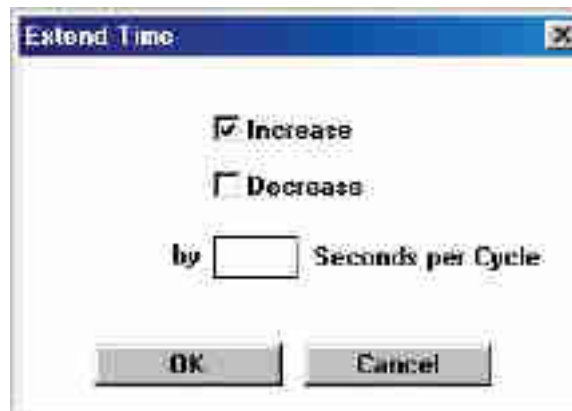 Extend Time
Increase
Decrease
by Seconds per Cycle
OK Cancel